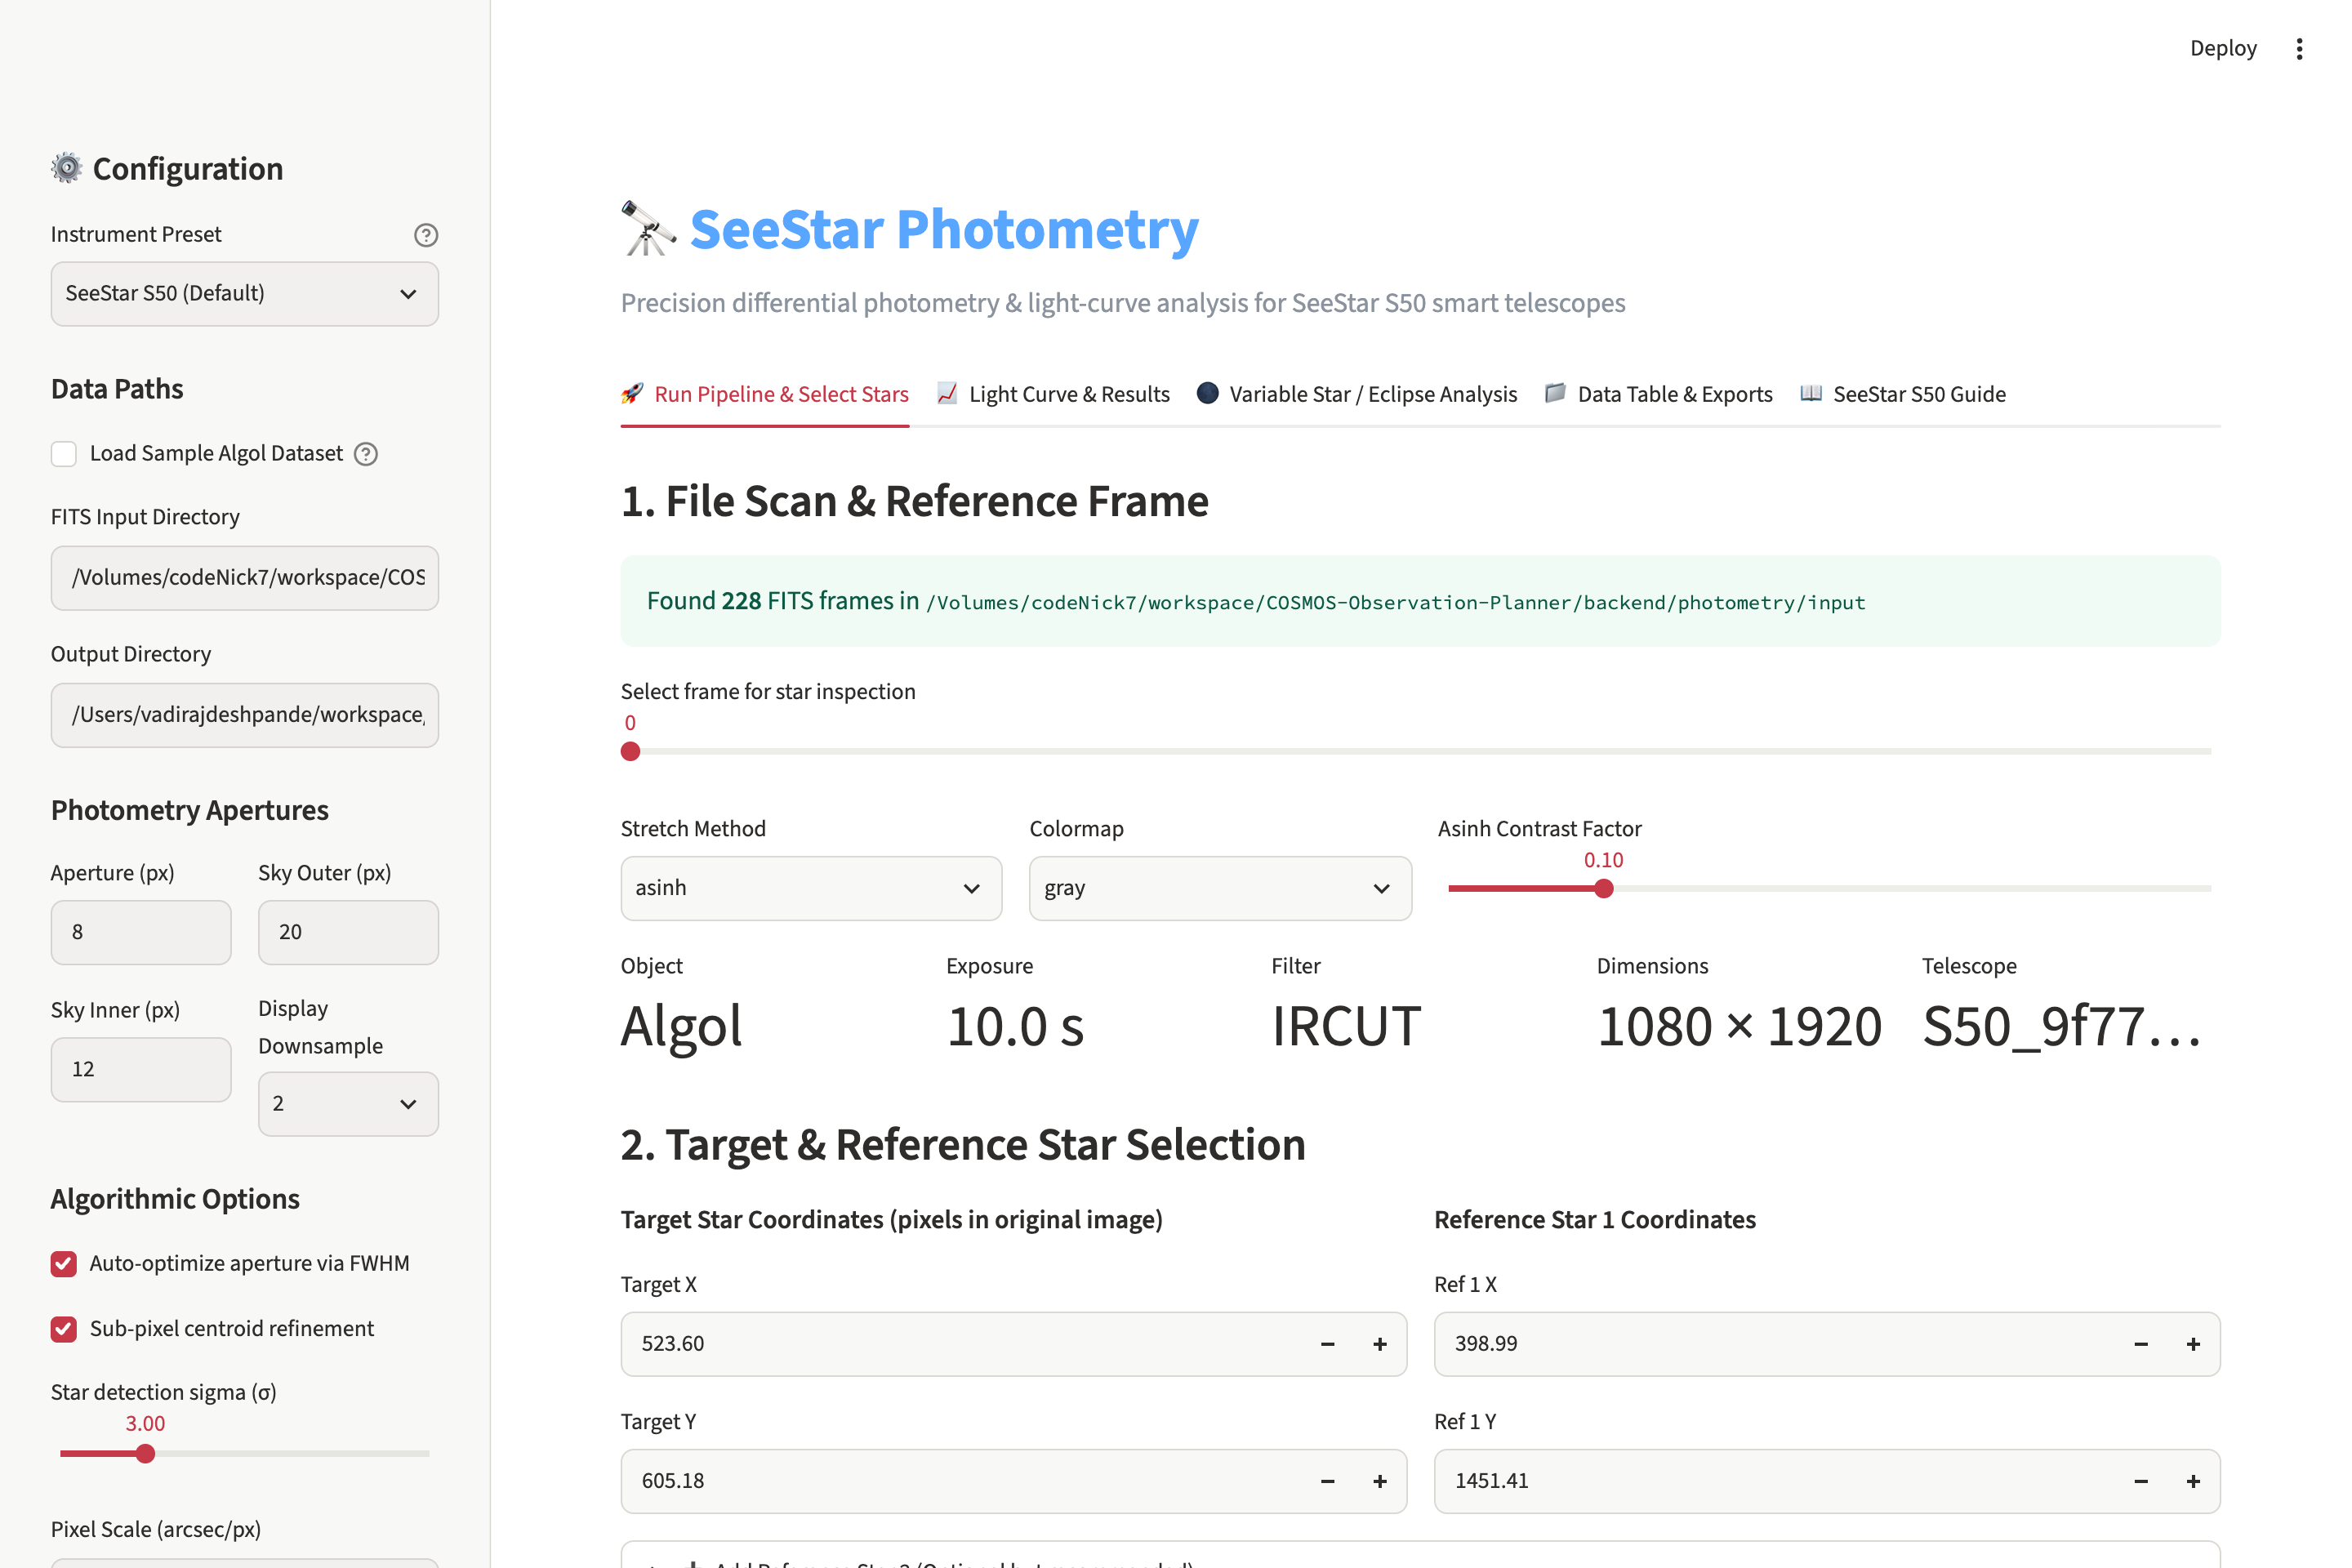 Deploy
Configuration
Instrument Preset
SeeStar S50 (Default)
Data Paths
Load Sample Algol Dataset
FITS Input Directory
/Volumes/codeNick7/workspace/COS
Output Directory
/Users/vadirajdeshpande/workspace/
Photometry Apertures
Aperture (px)
Sky Outer (px)
8
20
Sky Inner (px)
Display
Downsample
12
2
Algorithmic Options
Auto-optimize aperture via FWHM
Sub-pixel centroid refinement
Star detection sigma (σ)
3.00
Pixel Scale (arcsec/px)
SeeStar Photometry
Precision differential photometry & light-curve analysis for SeeStar S50 smart telescopes
Run Pipeline & Select Stars
Light Curve & Results
Variable Star / Eclipse Analysis
Data Table & Exports
SeeStar S50 Guide
1. File Scan & Reference Frame
Found 228 FITS frames in /Volumes/codeNick7/workspace/COSMOS-Observation-Planner/backend/photometry/input
Select frame for star inspection
0
Stretch Method
Colormap
Asinh Contrast Factor
0.10
asinh
gray
Object
Exposure
Filter
Dimensions
Telescope
Algol
10.0 s
IRCUT
1080 × 1920
S50_9f77...
2. Target & Reference Star Selection
Target Star Coordinates (pixels in original image)
Reference Star 1 Coordinates
Target X
Ref 1 X
523.60
398.99
Target Y
Ref 1 Y
605.18
1451.41
Add Reference Star 2 (Optional but recommended)